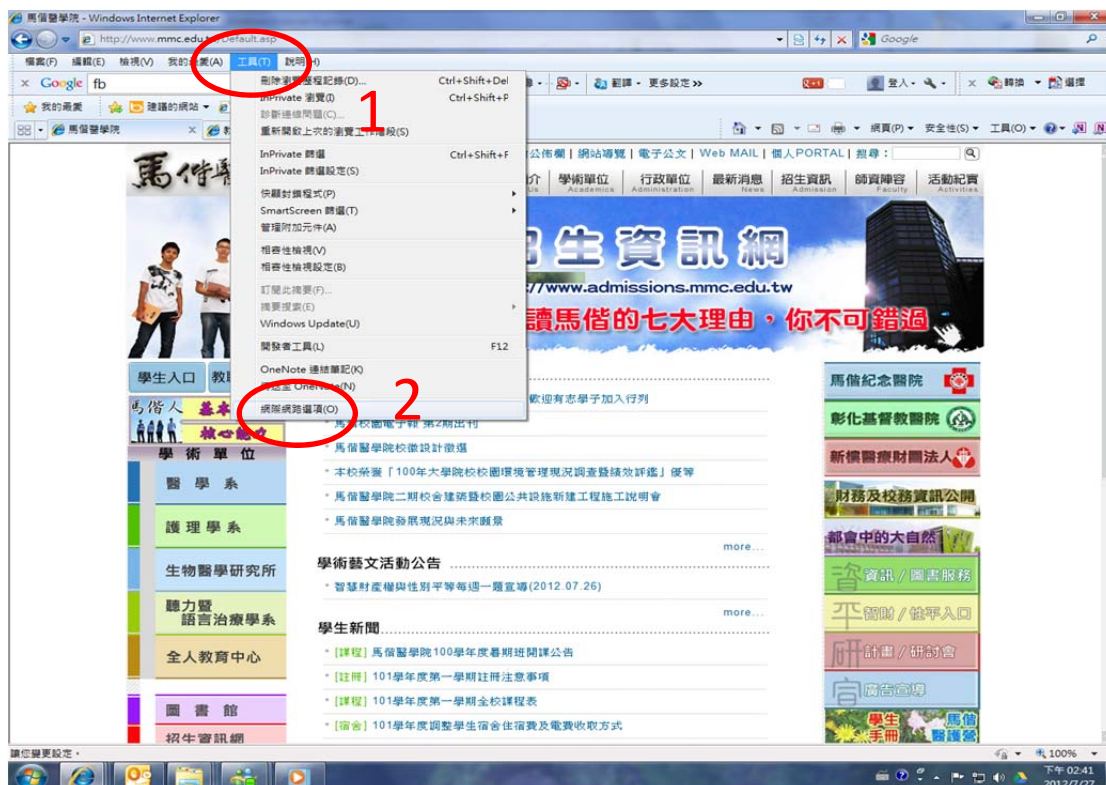 馬偕醫學院 - Windows Internet Explorer
http://www.mmc.edu.tw/Default.asp
Google
檔案(F) 編輯(E) 檢視(V) 我的最愛(A) 工具(T) 說明(H)
Google fb
翻譯 更多設定 >>
登入
轉換 選擇
我的最愛 建議的網站
馬偕醫學院
網頁(P) 安全性(S) 工具(O)
刪除瀏覽歷程記錄(D)... Ctrl+Shift+Del
InPrivate 瀏覽(I) Ctrl+Shift+P
診斷連線問題(C)...
重新開啟上次的瀏覽工作階段(S)
InPrivate 篩選 Ctrl+Shift+F
InPrivate 篩選設定(S)
快顯封鎖程式(P)
SmartScreen 篩選(T)
管理附加元件(A)
相容性檢視(V)
相容性檢視設定(B)
訂閱此摘要(F)...
摘要搜索(E)
Windows Update(U)
開發者工具(L) F12
OneNote 連結筆記(K)
OneNote(N)
網際網路選項(O)
1
2
馬偕醫
公佈欄 | 網站導覽 | 電子公文 | Web MAIL | 個人PORTAL | 搜尋：
介 | 學術單位 | 行政單位 | 最新消息 | 招生資訊 | 師資陣容 | 活動紀實
Us Academics Administration News Admission Faculty Activities
招生資訊網
://www.admissions.mmc.edu.tw
讀馬偕的七大理由，你不可錯過
學生入口 教職
馬偕人 基本
核心能力
學術單位
醫學系
護理學系
生物醫學研究所
聽力暨
語言治療學系
全人教育中心
圖書館
招生資訊網
歡迎有志學子加入行列
馬偕校園電子報 第2期出刊
馬偕醫學院校徽設計徵選
本校榮獲「100年大學院校校園環境管理現況調查暨績效評鑑」優等
馬偕醫學院二期校舍建築暨校園公共設施新建工程施工說明會
馬偕醫學院發展現況與未來願景
more...
學術藝文活動公告
智慧財產權與性別平等每週一題宣導(2012.07.26)
more...
學生新聞
[課程] 馬偕醫學院100學年度暑期班開課公告
[註冊] 101學年度第一學期註冊注意事項
[課程] 101學年度第一學期全校課程表
[宿舍] 101學年度調整學生宿舍住宿費及電費收取方式
馬偕紀念醫院
彰化基督教醫院
新樓醫療財團法人
財務及校務資訊公開
都會中的大自然
資訊 / 圖書服務
智財 / 性平入口
計畫 / 研討會
廣告宣導
學生手冊 馬偕醫護營
讓您變更設定。
100%
下午 02:41
2012/7/27